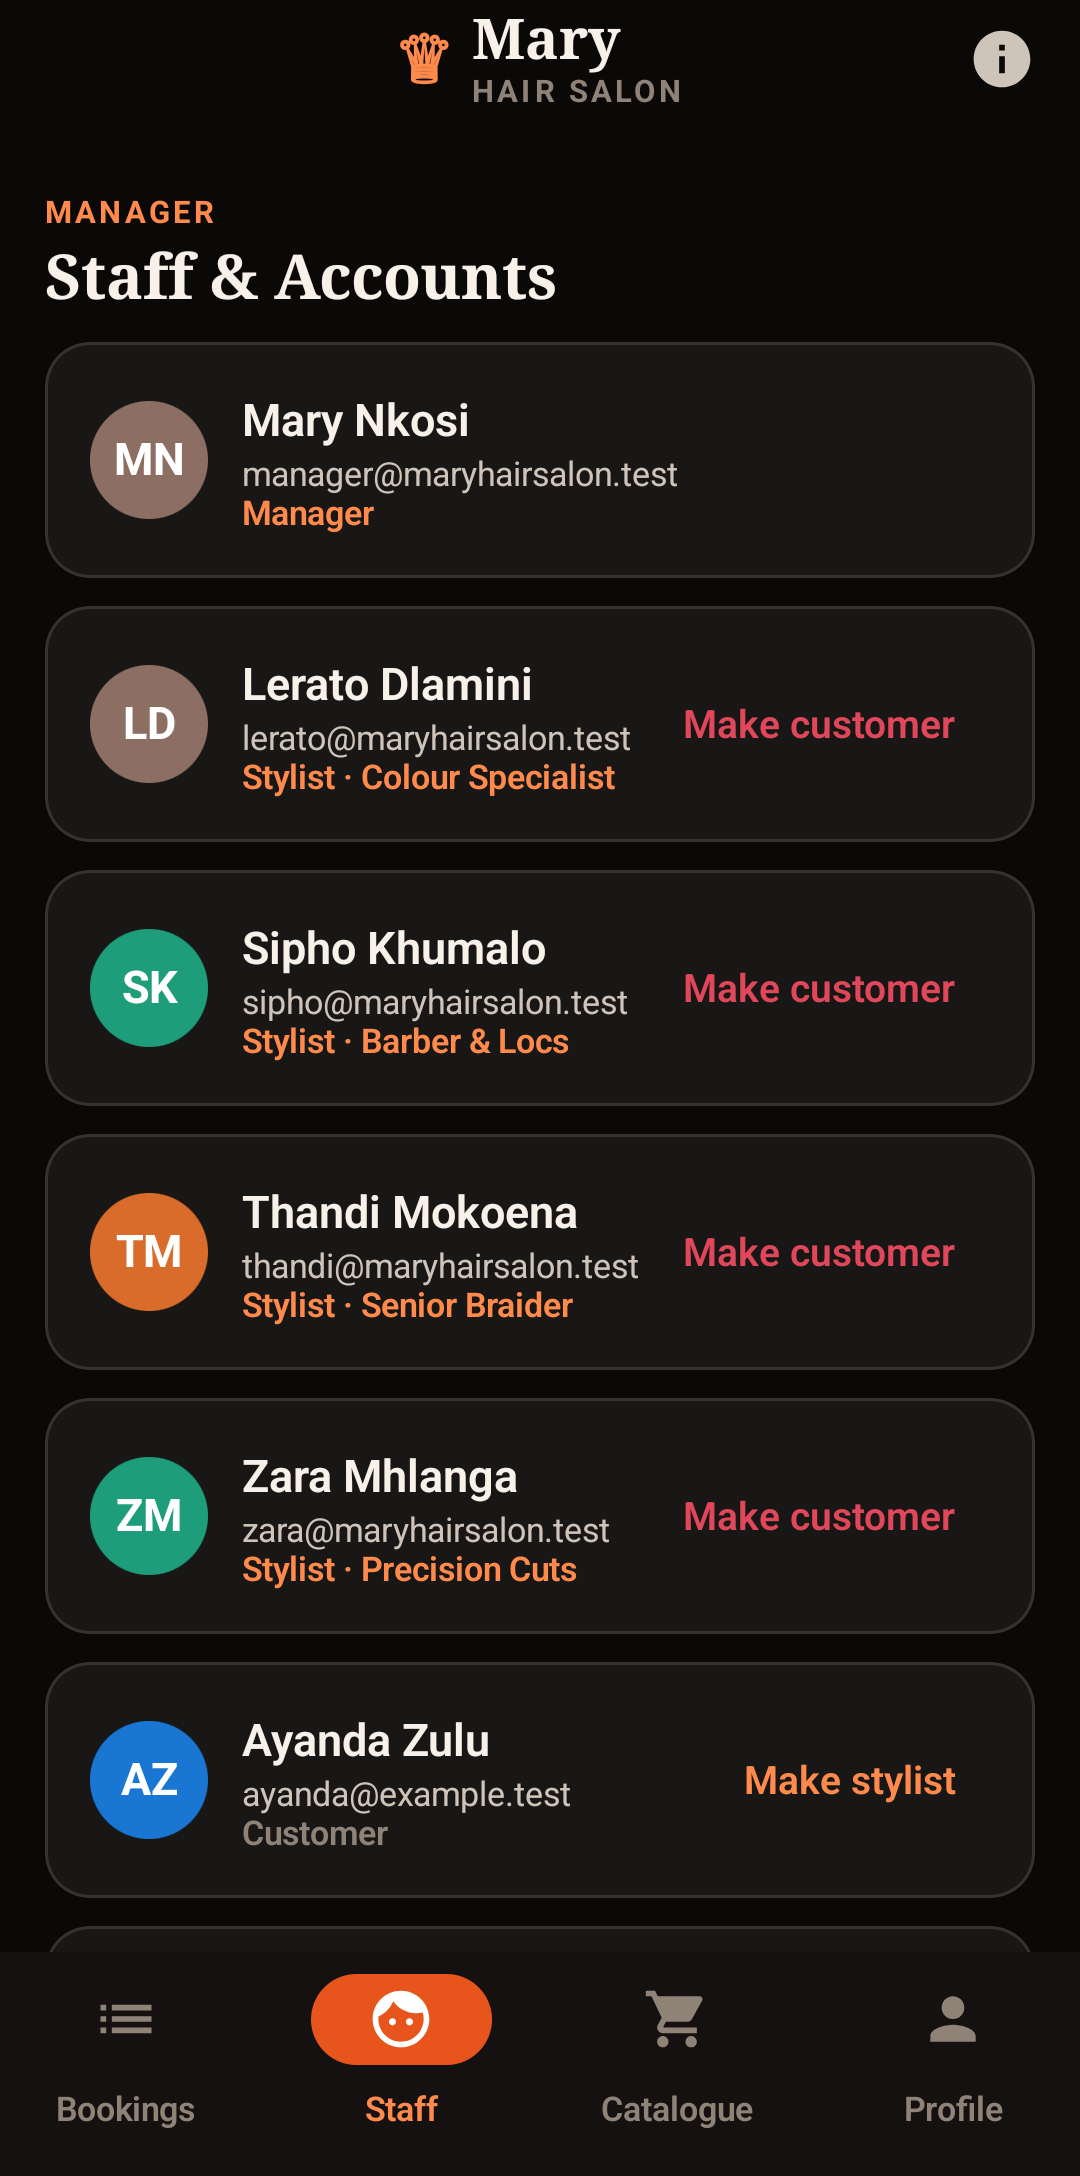 Mary
HAIR SALON
MANAGER
Staff & Accounts
MN
Mary Nkosi
manager@maryhairsalon.test
Manager
LD
Lerato Dlamini
lerato@maryhairsalon.test
Stylist · Colour Specialist
Make customer
SK
Sipho Khumalo
sipho@maryhairsalon.test
Stylist · Barber & Locs
Make customer
TM
Thandi Mokoena
thandi@maryhairsalon.test
Stylist · Senior Braider
Make customer
ZM
Zara Mhlanga
zara@maryhairsalon.test
Stylist · Precision Cuts
Make customer
AZ
Ayanda Zulu
ayanda@example.test
Customer
Make stylist
Bookings
Staff
Catalogue
Profile